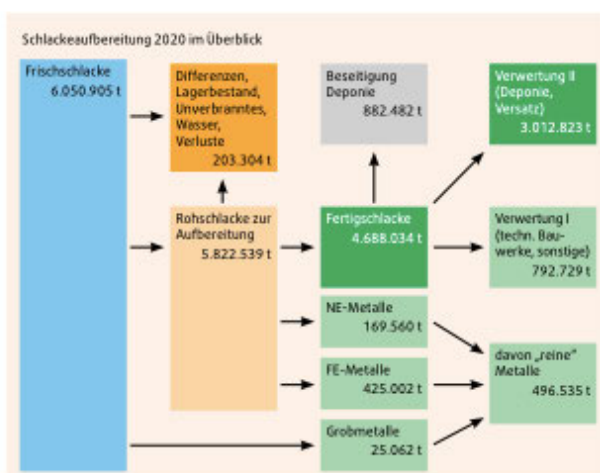 Schlackeaufbereitung 2020 im Überblick
Frischschlacke
6.050.905 t
Differenzen,
Lagerbestand,
Unverbranntes,
Wasser,
Verluste
203.304 t
Beseitigung
Deponie
882.482 t
Verwertung II
(Deponie,
Versatz)
3.012.823 t
Rohschlacke zur
Aufbereitung
5.822.539 t
Fertigschlacke
4.688.034 t
Verwertung I
(techn. Bau-
werke, sonstige)
792.729 t
NE-Metalle
169.560 t
FE-Metalle
425.002 t
davon „reine"
Metalle
496.535 t
Grobmetalle
25.062 t